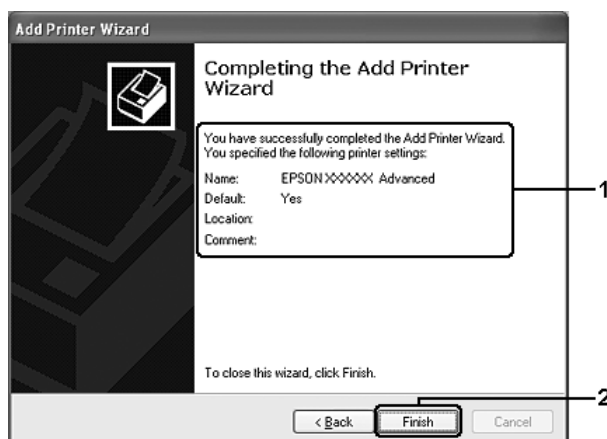 Add Printer Wizard
Completing the Add Printer
Wizard
You have successfully completed the Add Printer Wizard.
You specified the following printer settings:
Name: EPSON XXXXXX Advanced
Default: Yes
Location:
Comment:
1
To close this wizard, click Finish.
2
< Back Finish Cancel